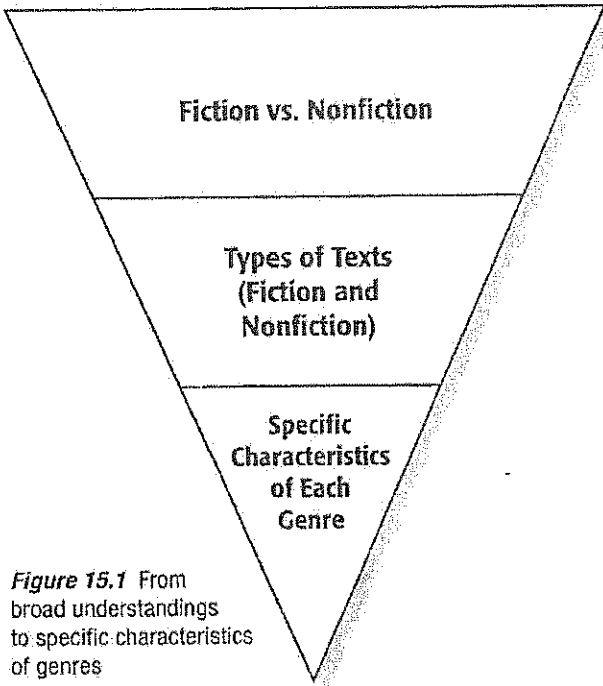 Fiction vs. Nonfiction
Types of Texts
(Fiction and
Nonfiction)
Specific
Characteristics
of Each
Genre
Figure 15.1 From
broad understandings
to specific characteristics
of genres